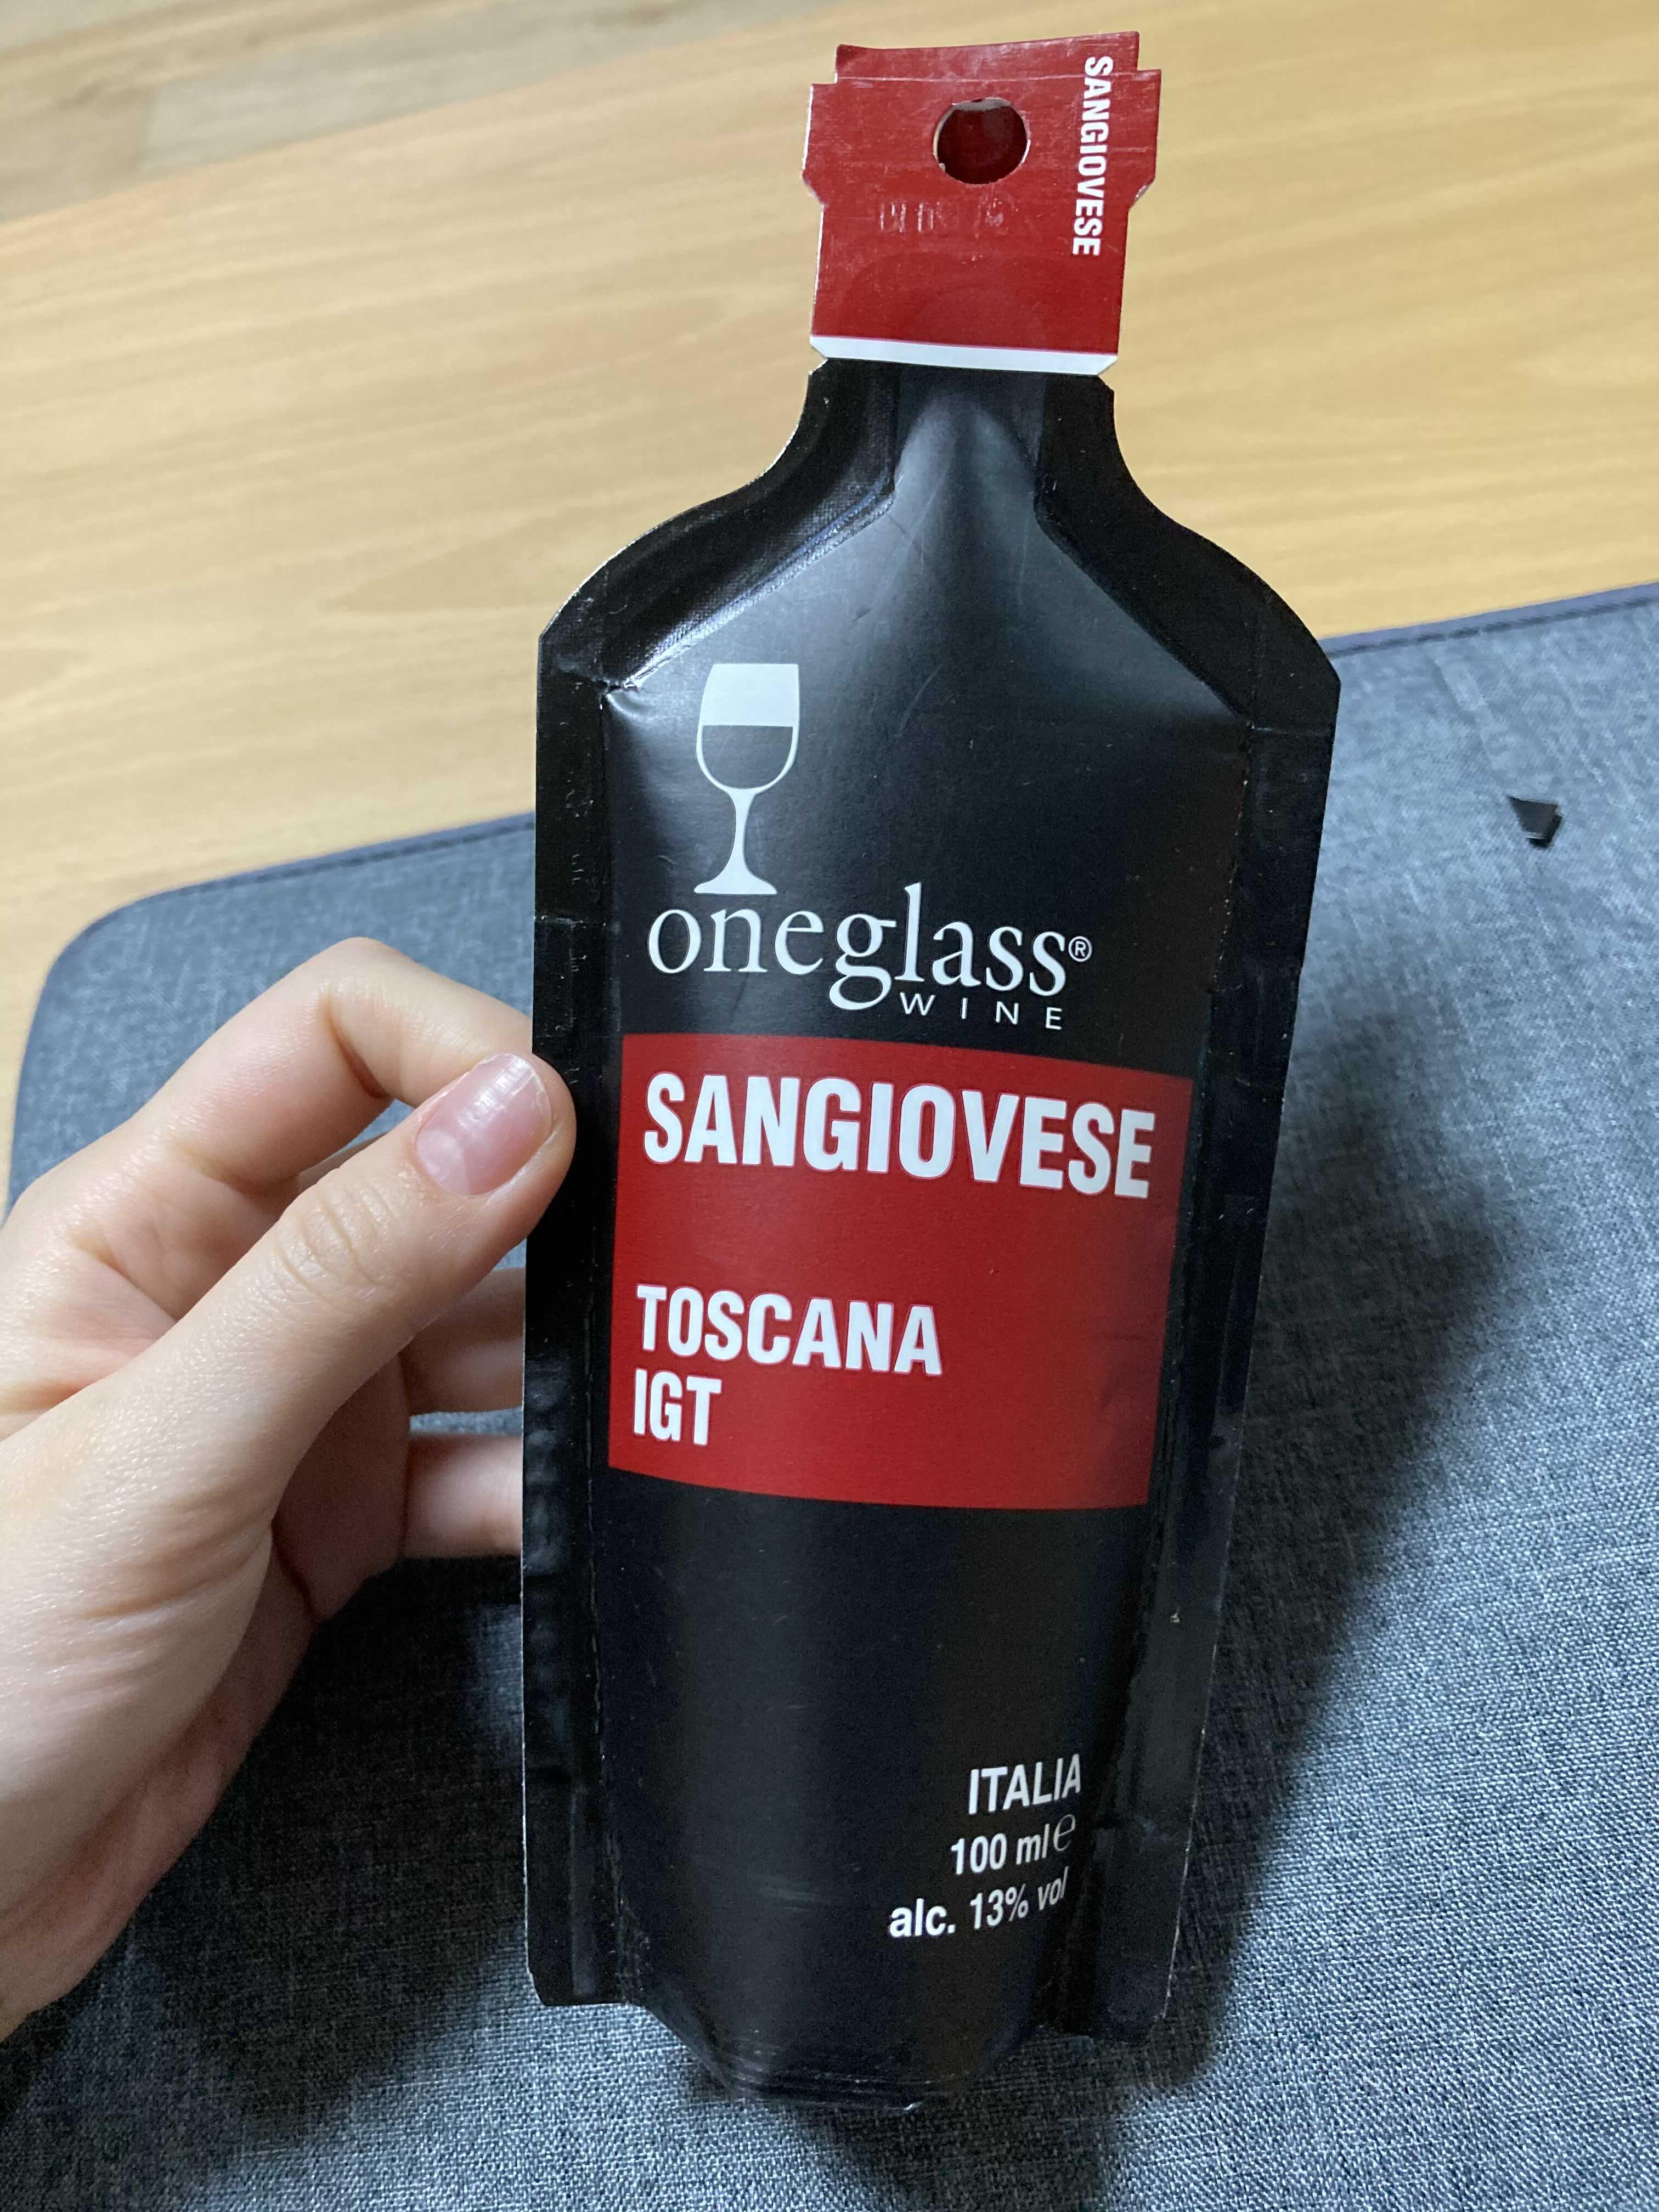 SANGIOVESE
oneglass®
WINE
SANGIOVESE
TOSCANA
IGT
ITALIA
100 ml ℮
alc. 13% vol